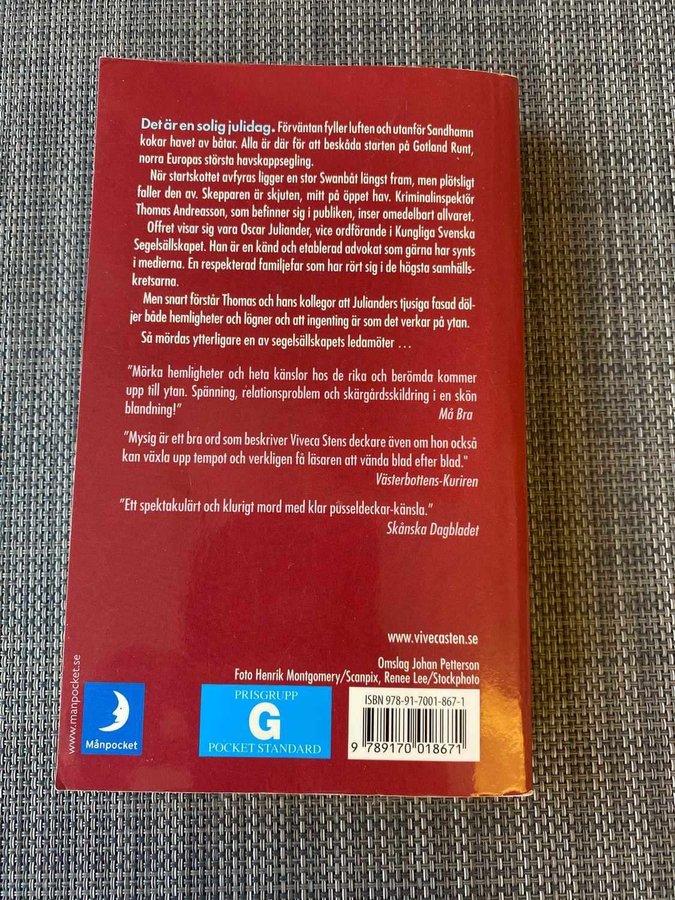 Det är en solig julidag. Förväntan fyller luften och utanför Sandhamn
kokar havet av båtar. Alla är där för att beskåda starten på Gotland Runt,
norra Europas största havskappsegling.
När startskottet avfyras ligger en stor Swanbåt längst fram, men plötsligt
faller den av. Skepparen är skjuten, mitt på öppet hav. Kriminalinspektör
Thomas Andreasson, som befinner sig i publiken, inser omedelbart allvaret.
Offret visar sig vara Oscar Juliander, vice ordförande i Kungliga Svenska
Segelsällskapet. Han är en känd och etablerad advokat som gärna har synts
i medierna. En respekterad familjefar som har rört sig i de högsta samhälls-
kretsarna.
Men snart förstår Thomas och hans kollegor att Julianders tjusiga fasad döl-
jer både hemligheter och lögner och att ingenting är som det verkar på ytan.
Så mördas ytterligare en av segelsällskapets ledamöter …
”Mörka hemligheter och heta känslor hos de rika och berömda kommer
upp till ytan. Spänning, relationsproblem och skärgårdsskildring i en skön
blandning!”
Må Bra
”Mysig är ett bra ord som beskriver Viveca Stens deckare även om hon också
kan växla upp tempot och verkligen få läsaren att vända blad efter blad."
Västerbottens-Kuriren
”Ett spektakulärt och klurigt mord med klar pusseldeckar-känsla.”
Skånska Dagbladet
www.vivecasten.se
Omslag Johan Petterson
Foto Henrik Montgomery/Scanpix, Renee Lee/Stockphoto
www.manpocket.se
Månpocket
PRISGRUPP
G
POCKET STANDARD
ISBN 978-91-7001-867-1
9 789170 018671